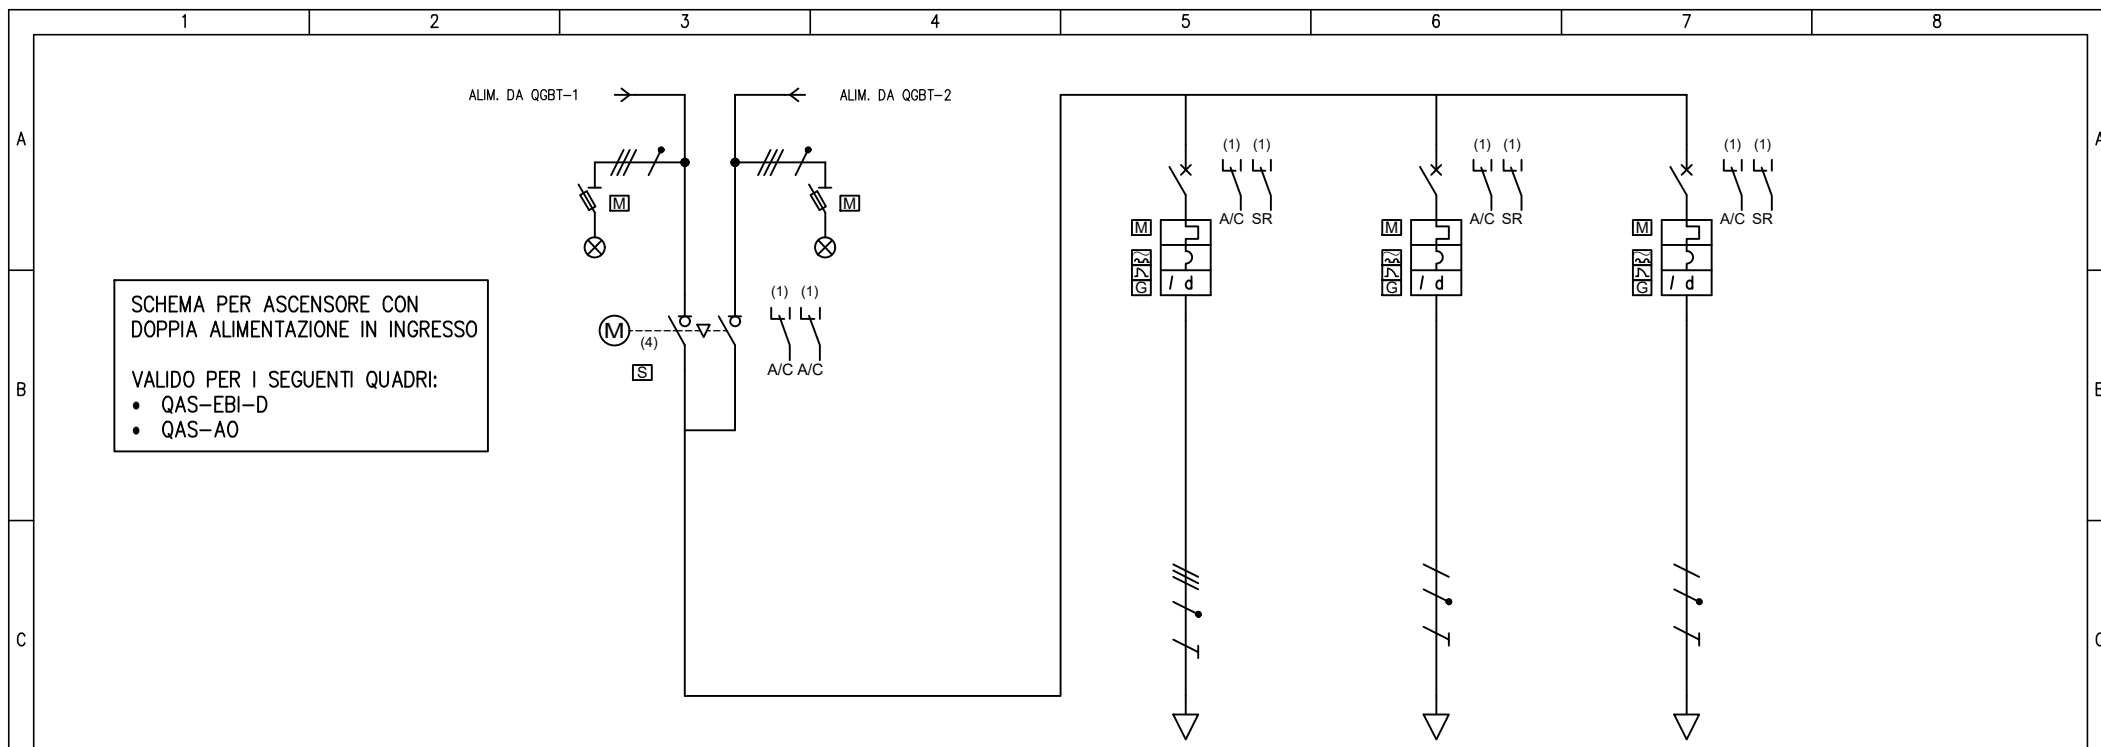 1 2 3 4 5 6 7 8
ALIM. DA QGBT-1 ALIM. DA QGBT-2
A A
(1) (1) (1) (1) (1) (1)
M M
A/C SR A/C SR A/C SR
M M M
G G G
I d I d I d
SCHEMA PER ASCENSORE CON
DOPPIA ALIMENTAZIONE IN INGRESSO
VALIDO PER I SEGUENTI QUADRI:
• QAS-EBI-D
• QAS-AO
(1) (1)
M (4)
S
A/C A/C
B B
C C